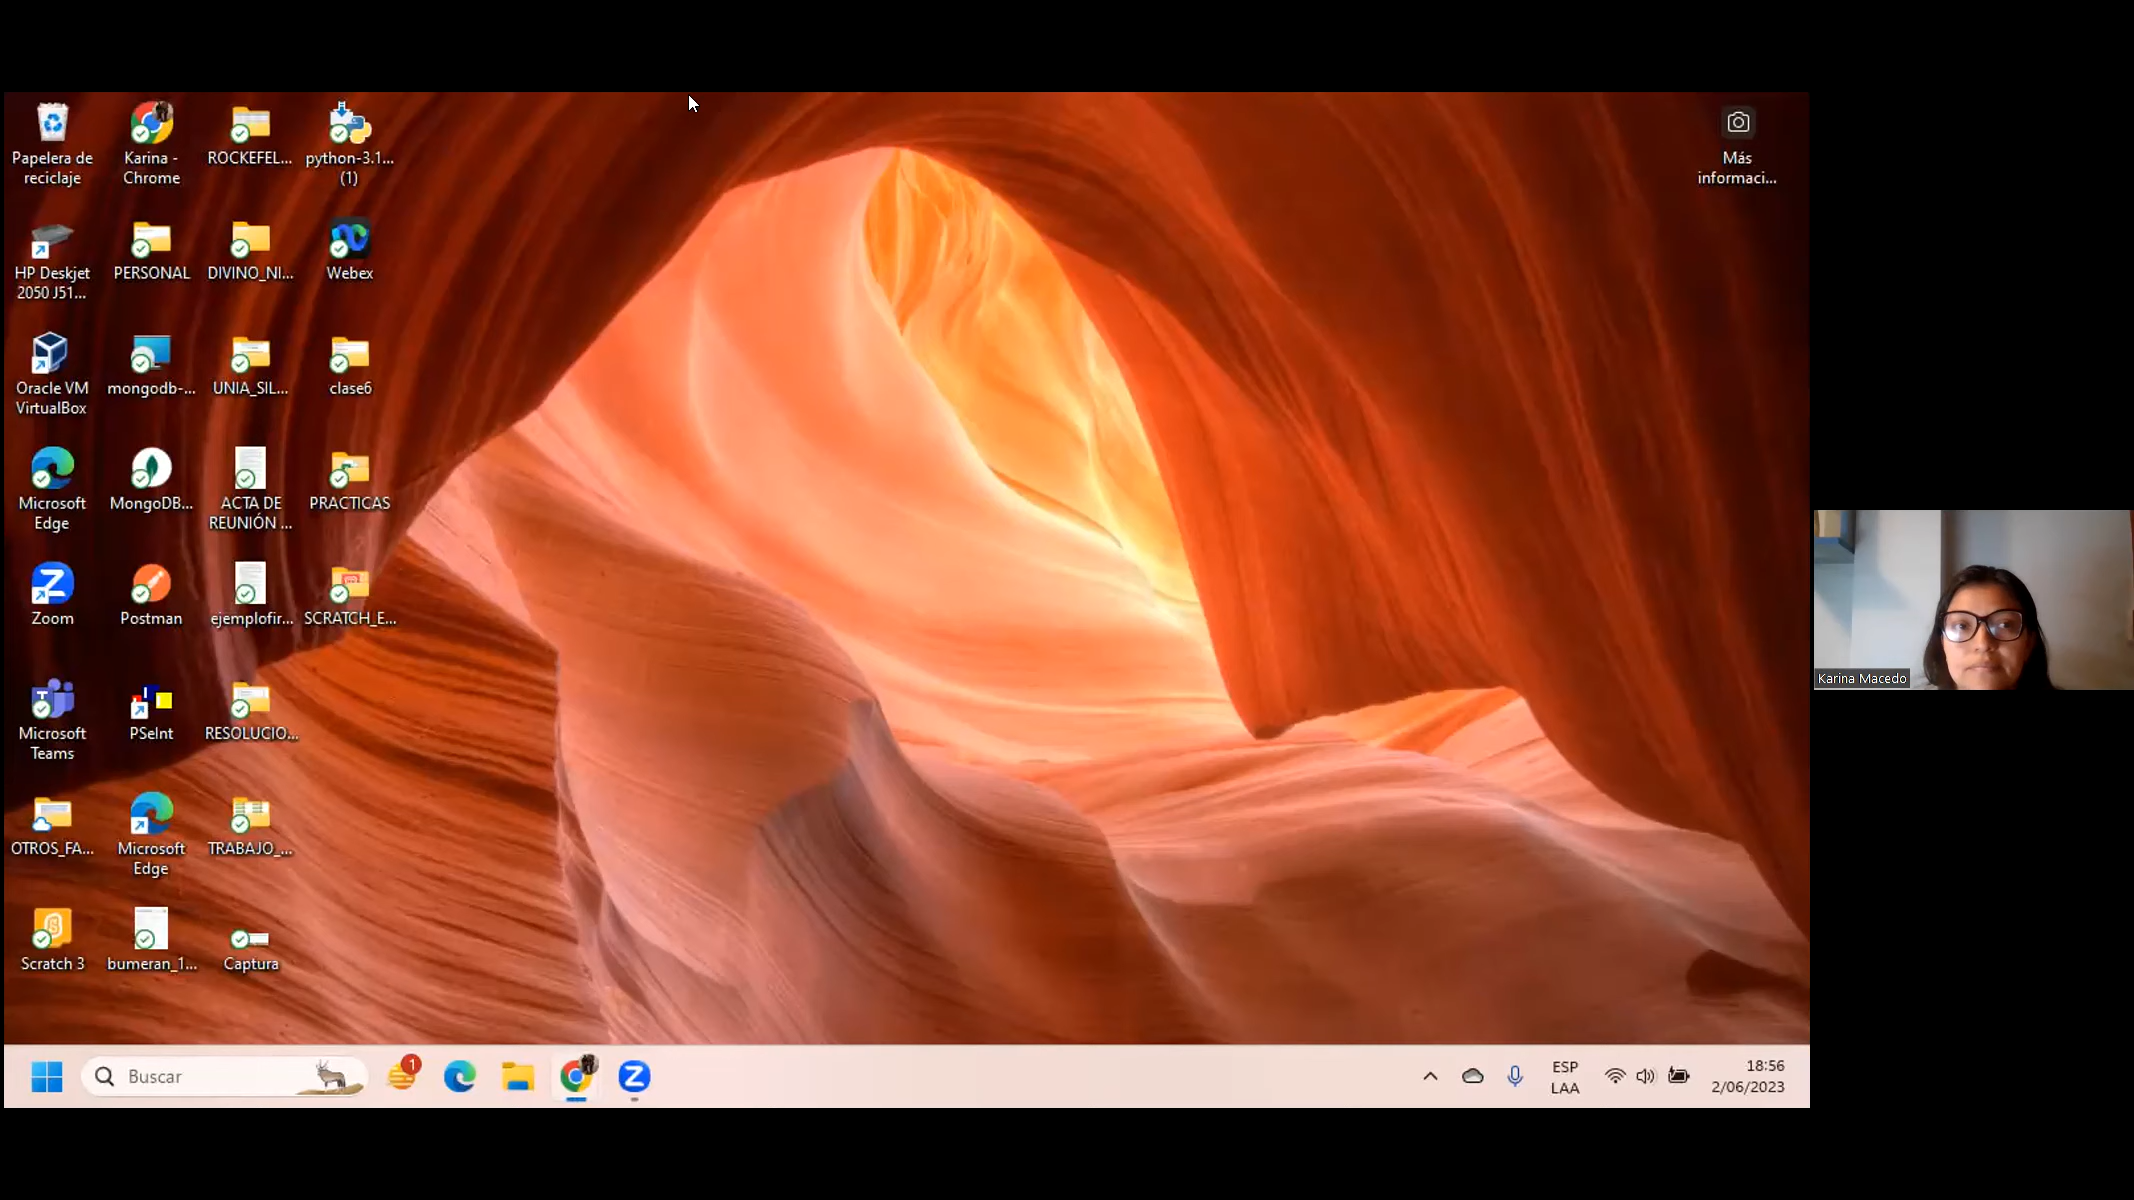 Papelera de
reciclaje
Karina -
Chrome
ROCKEFEL...
python-3.1...
(1)
Más
informaci...
HP Deskjet
2050 J51...
PERSONAL
DIVINO_NI...
Webex
Oracle VM
VirtualBox
mongodb-...
UNIA_SIL...
clase6
Microsoft
Edge
MongoDB...
ACTA DE
REUNIÓN ...
PRACTICAS
Zoom
Postman
ejemplofir...
SCRATCH_E...
Karina Macedo
Microsoft
Teams
PSeInt
RESOLUCIO...
OTROS_FA...
Microsoft
Edge
TRABAJO_...
Scratch 3
bumeran_1...
Captura
Buscar
1
ESP
LAA
18:56
2/06/2023